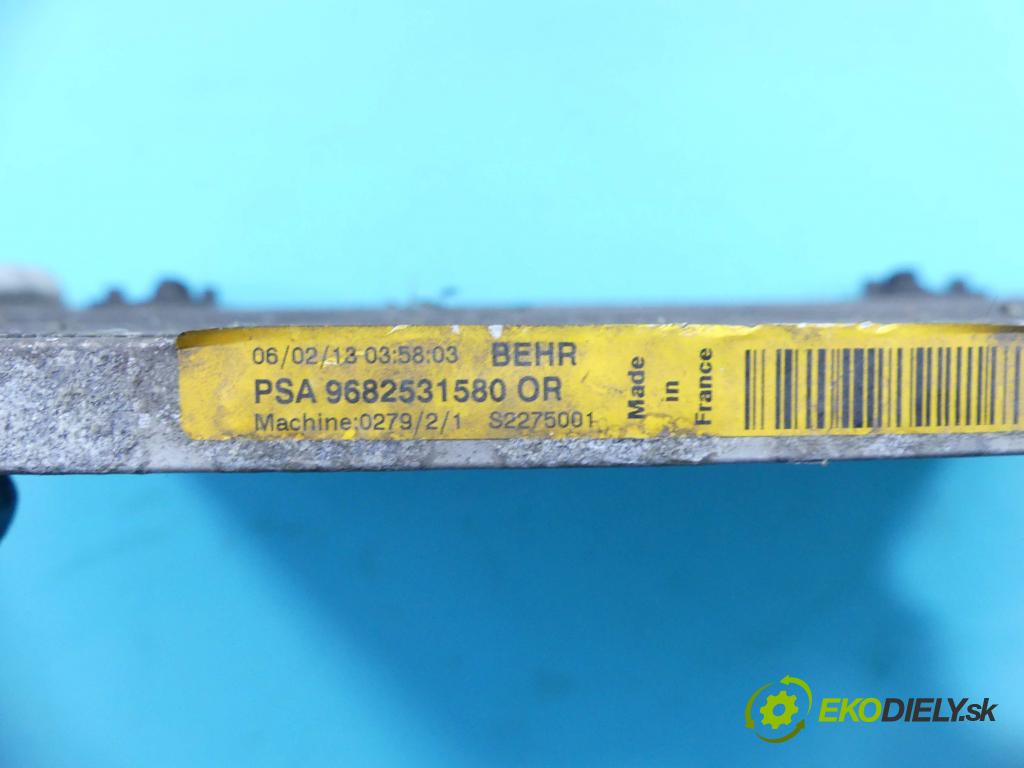 06/02/13 03:58:03 BEHR
PSA 9682531580 OR
Machine:0279/2/1 S2275001
Made
in
France
EKODIELY.sk